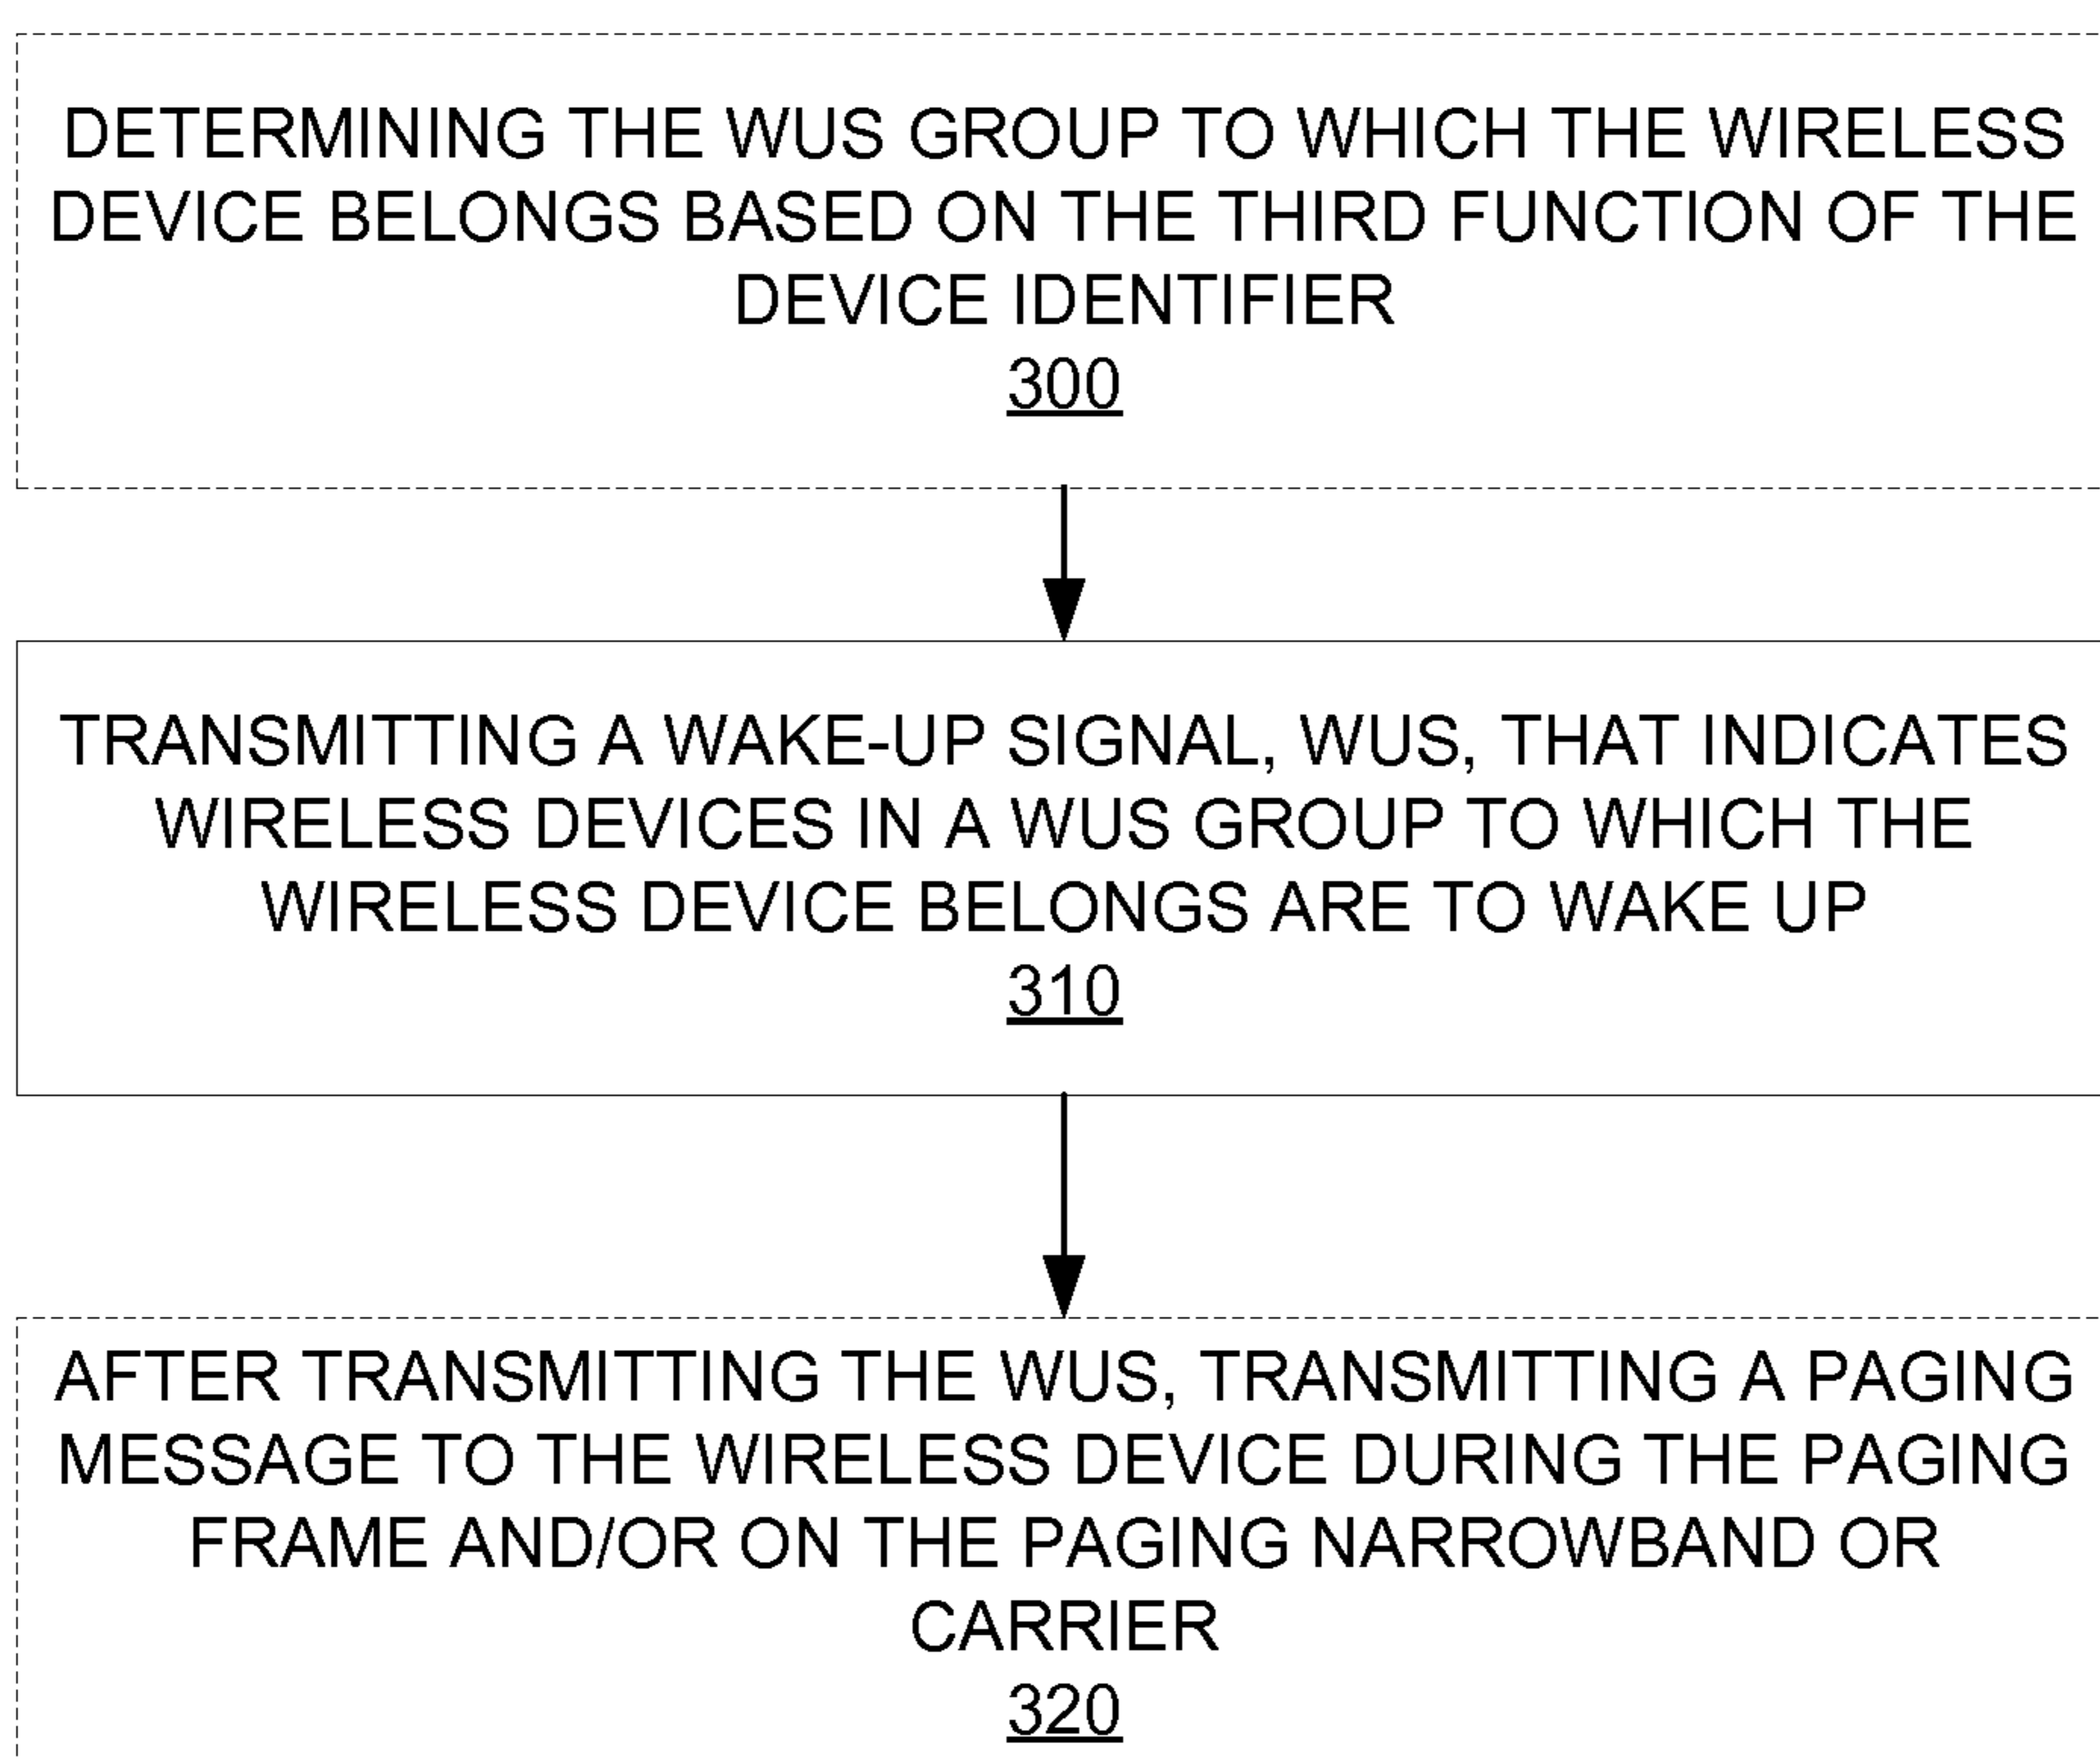 DETERMINING THE WUS GROUP TO WHICH THE WIRELESS
DEVICE BELONGS BASED ON THE THIRD FUNCTION OF THE
DEVICE IDENTIFIER
300
TRANSMITTING A WAKE-UP SIGNAL, WUS, THAT INDICATES
WIRELESS DEVICES IN A WUS GROUP TO WHICH THE
WIRELESS DEVICE BELONGS ARE TO WAKE UP
310
AFTER TRANSMITTING THE WUS, TRANSMITTING A PAGING
MESSAGE TO THE WIRELESS DEVICE DURING THE PAGING
FRAME AND/OR ON THE PAGING NARROWBAND OR
CARRIER
320